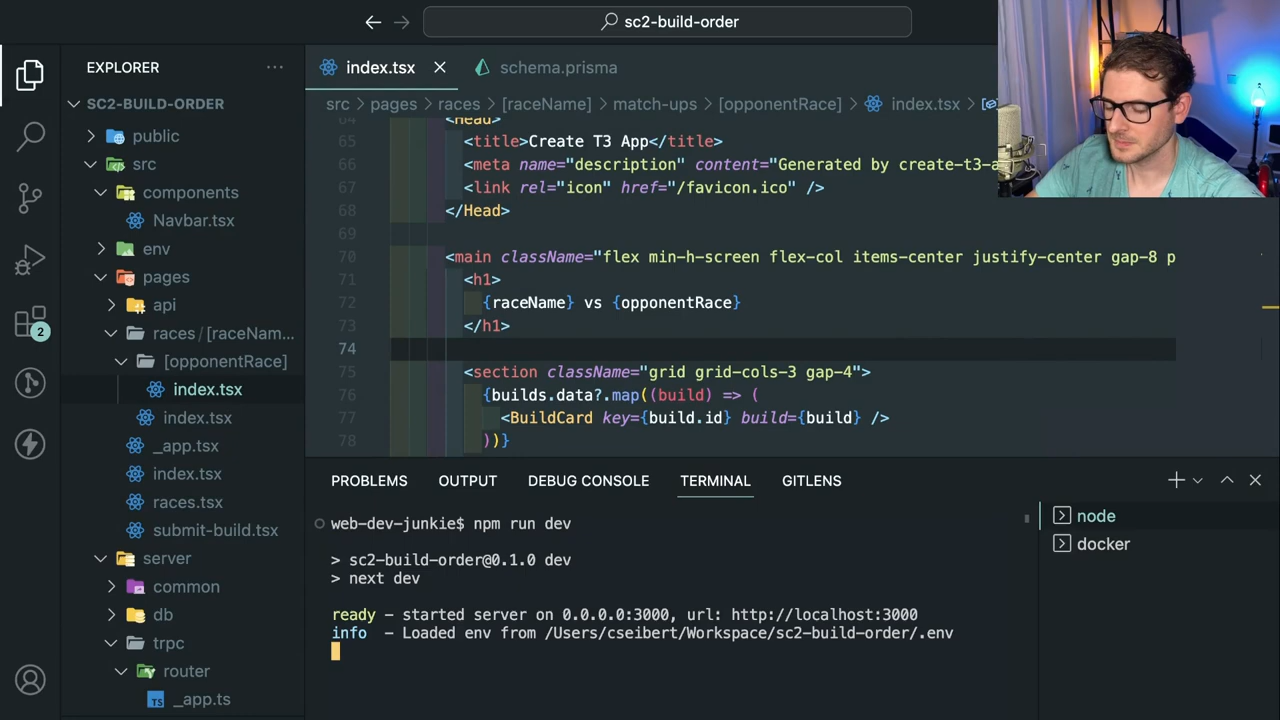 sc2-build-order
EXPLORER
SC2-BUILD-ORDER
public
src
components
Navbar.tsx
env
pages
api
races/[raceNam...
[opponentRace]
index.tsx
index.tsx
_app.tsx
index.tsx
races.tsx
submit-build.tsx
server
common
db
trpc
router
_app.ts
2
index.tsx
schema.prisma
src > pages > races > [raceName] > match-ups > [opponentRace] > index.tsx >
64 <Head>
65 <title>Create T3 App</title>
66 <meta name="description" content="Generated by create-t3-a
67 <link rel="icon" href="/favicon.ico" />
68 </Head>
69
70 <main className="flex min-h-screen flex-col items-center justify-center gap-8 p
71 <h1>
72 {raceName} vs {opponentRace}
73 </h1>
74
75 <section className="grid grid-cols-3 gap-4">
76 {builds.data?.map((build) => (
77 <BuildCard key={build.id} build={build} />
78 ))}
PROBLEMS OUTPUT DEBUG CONSOLE TERMINAL GITLENS
web-dev-junkie$ npm run dev
> sc2-build-order@0.1.0 dev
> next dev
ready - started server on 0.0.0.0:3000, url: http://localhost:3000
info - Loaded env from /Users/cseibert/Workspace/sc2-build-order/.env
node
docker